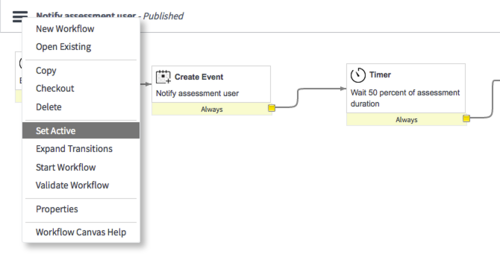 Notify assessment user - Published
New Workflow
Open Existing
Copy
Checkout
Delete
Set Active
Expand Transitions
Start Workflow
Validate Workflow
Properties
Workflow Canvas Help
Create Event
Notify assessment user
Always
Timer
Wait 50 percent of assessment
duration
Always